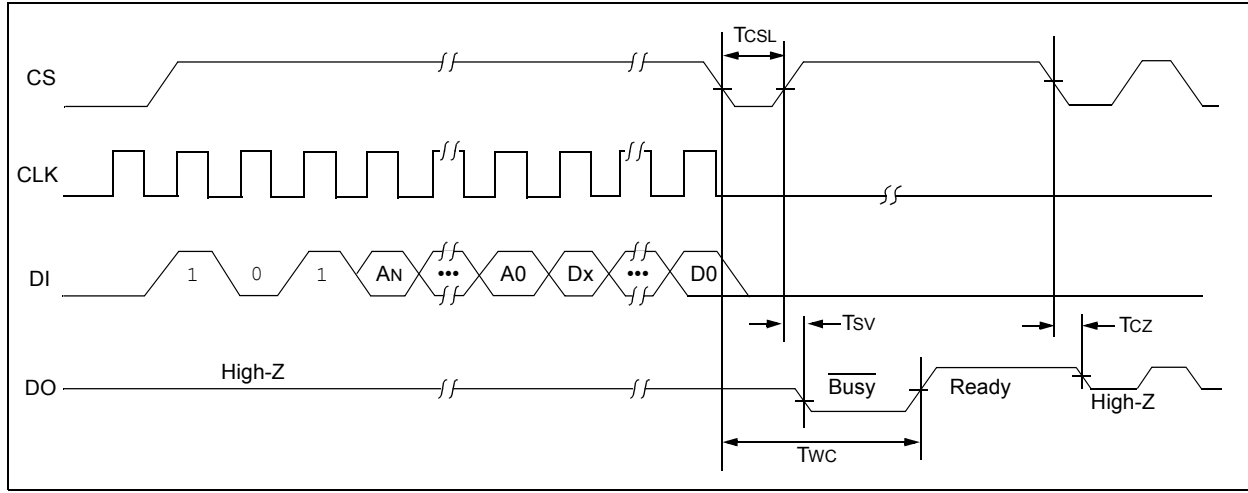 TCSL
CS
CLK
DI
1 0 1 AN ••• A0 Dx ••• D0
TSV
TCZ
High-Z
DO
Busy
Ready
High-Z
TWC